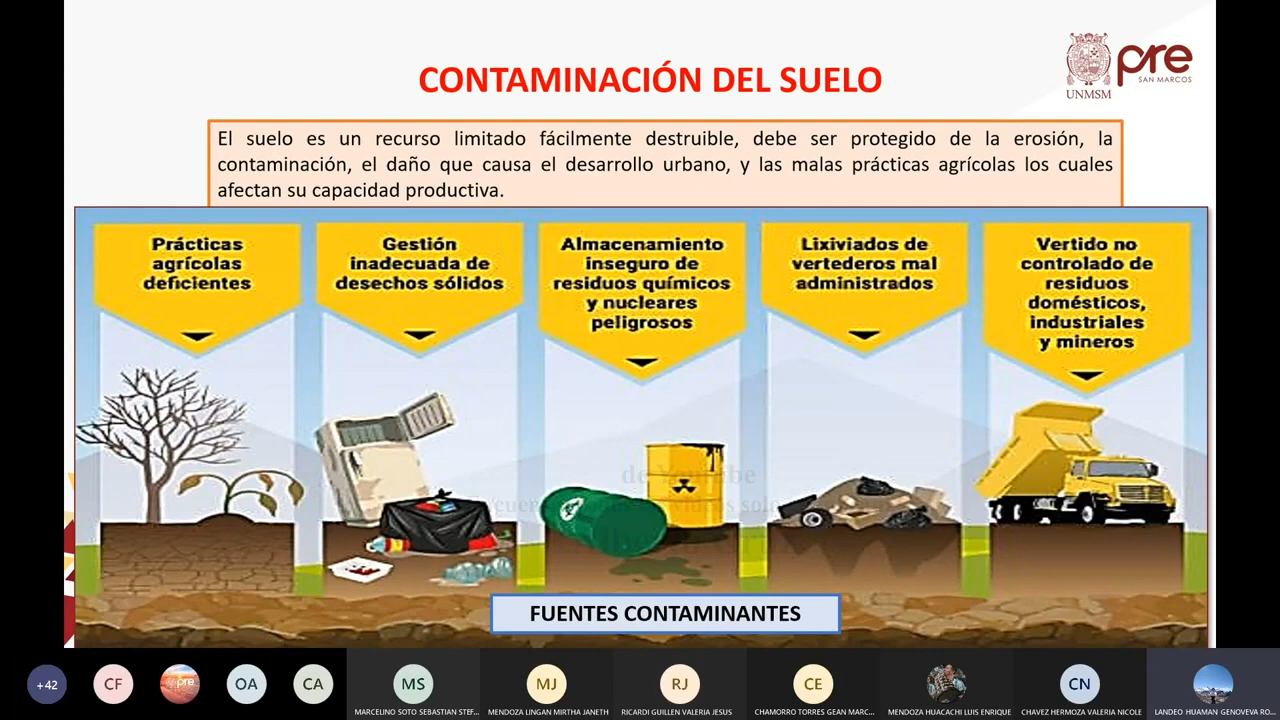 CONTAMINACIÓN DEL SUELO
UNMSM
pre
SAN MARCOS
El suelo es un recurso limitado fácilmente destruible, debe ser protegido de la erosión, la
contaminación, el daño que causa el desarrollo urbano, y las malas prácticas agrícolas los cuales
afectan su capacidad productiva.
Prácticas
agrícolas
deficientes
Gestión
inadecuada de
desechos sólidos
Almacenamiento
inseguro de
residuos químicos
y nucleares
peligrosos
Lixiviados de
vertederos mal
administrados
Vertido no
controlado de
residuos
domésticos,
industriales
y mineros
de Youtube
FUENTES CONTAMINANTES
+42
CF
pre
OA
CA
MS
MARCELINO SOTO SEBASTIAN STEF...
MJ
MENDOZA LINGAN MIRTHA JANETH
RJ
RICARDI GUILLEN VALERIA JESUS
CE
CHAMORRO TORRES GEAN MARC...
MENDOZA HUACACHI LUIS ENRIQUE
CN
CHAVEZ HERMOZA VALERIA NICOLE
LANDEO HUAMAN GENOVEVA RO...